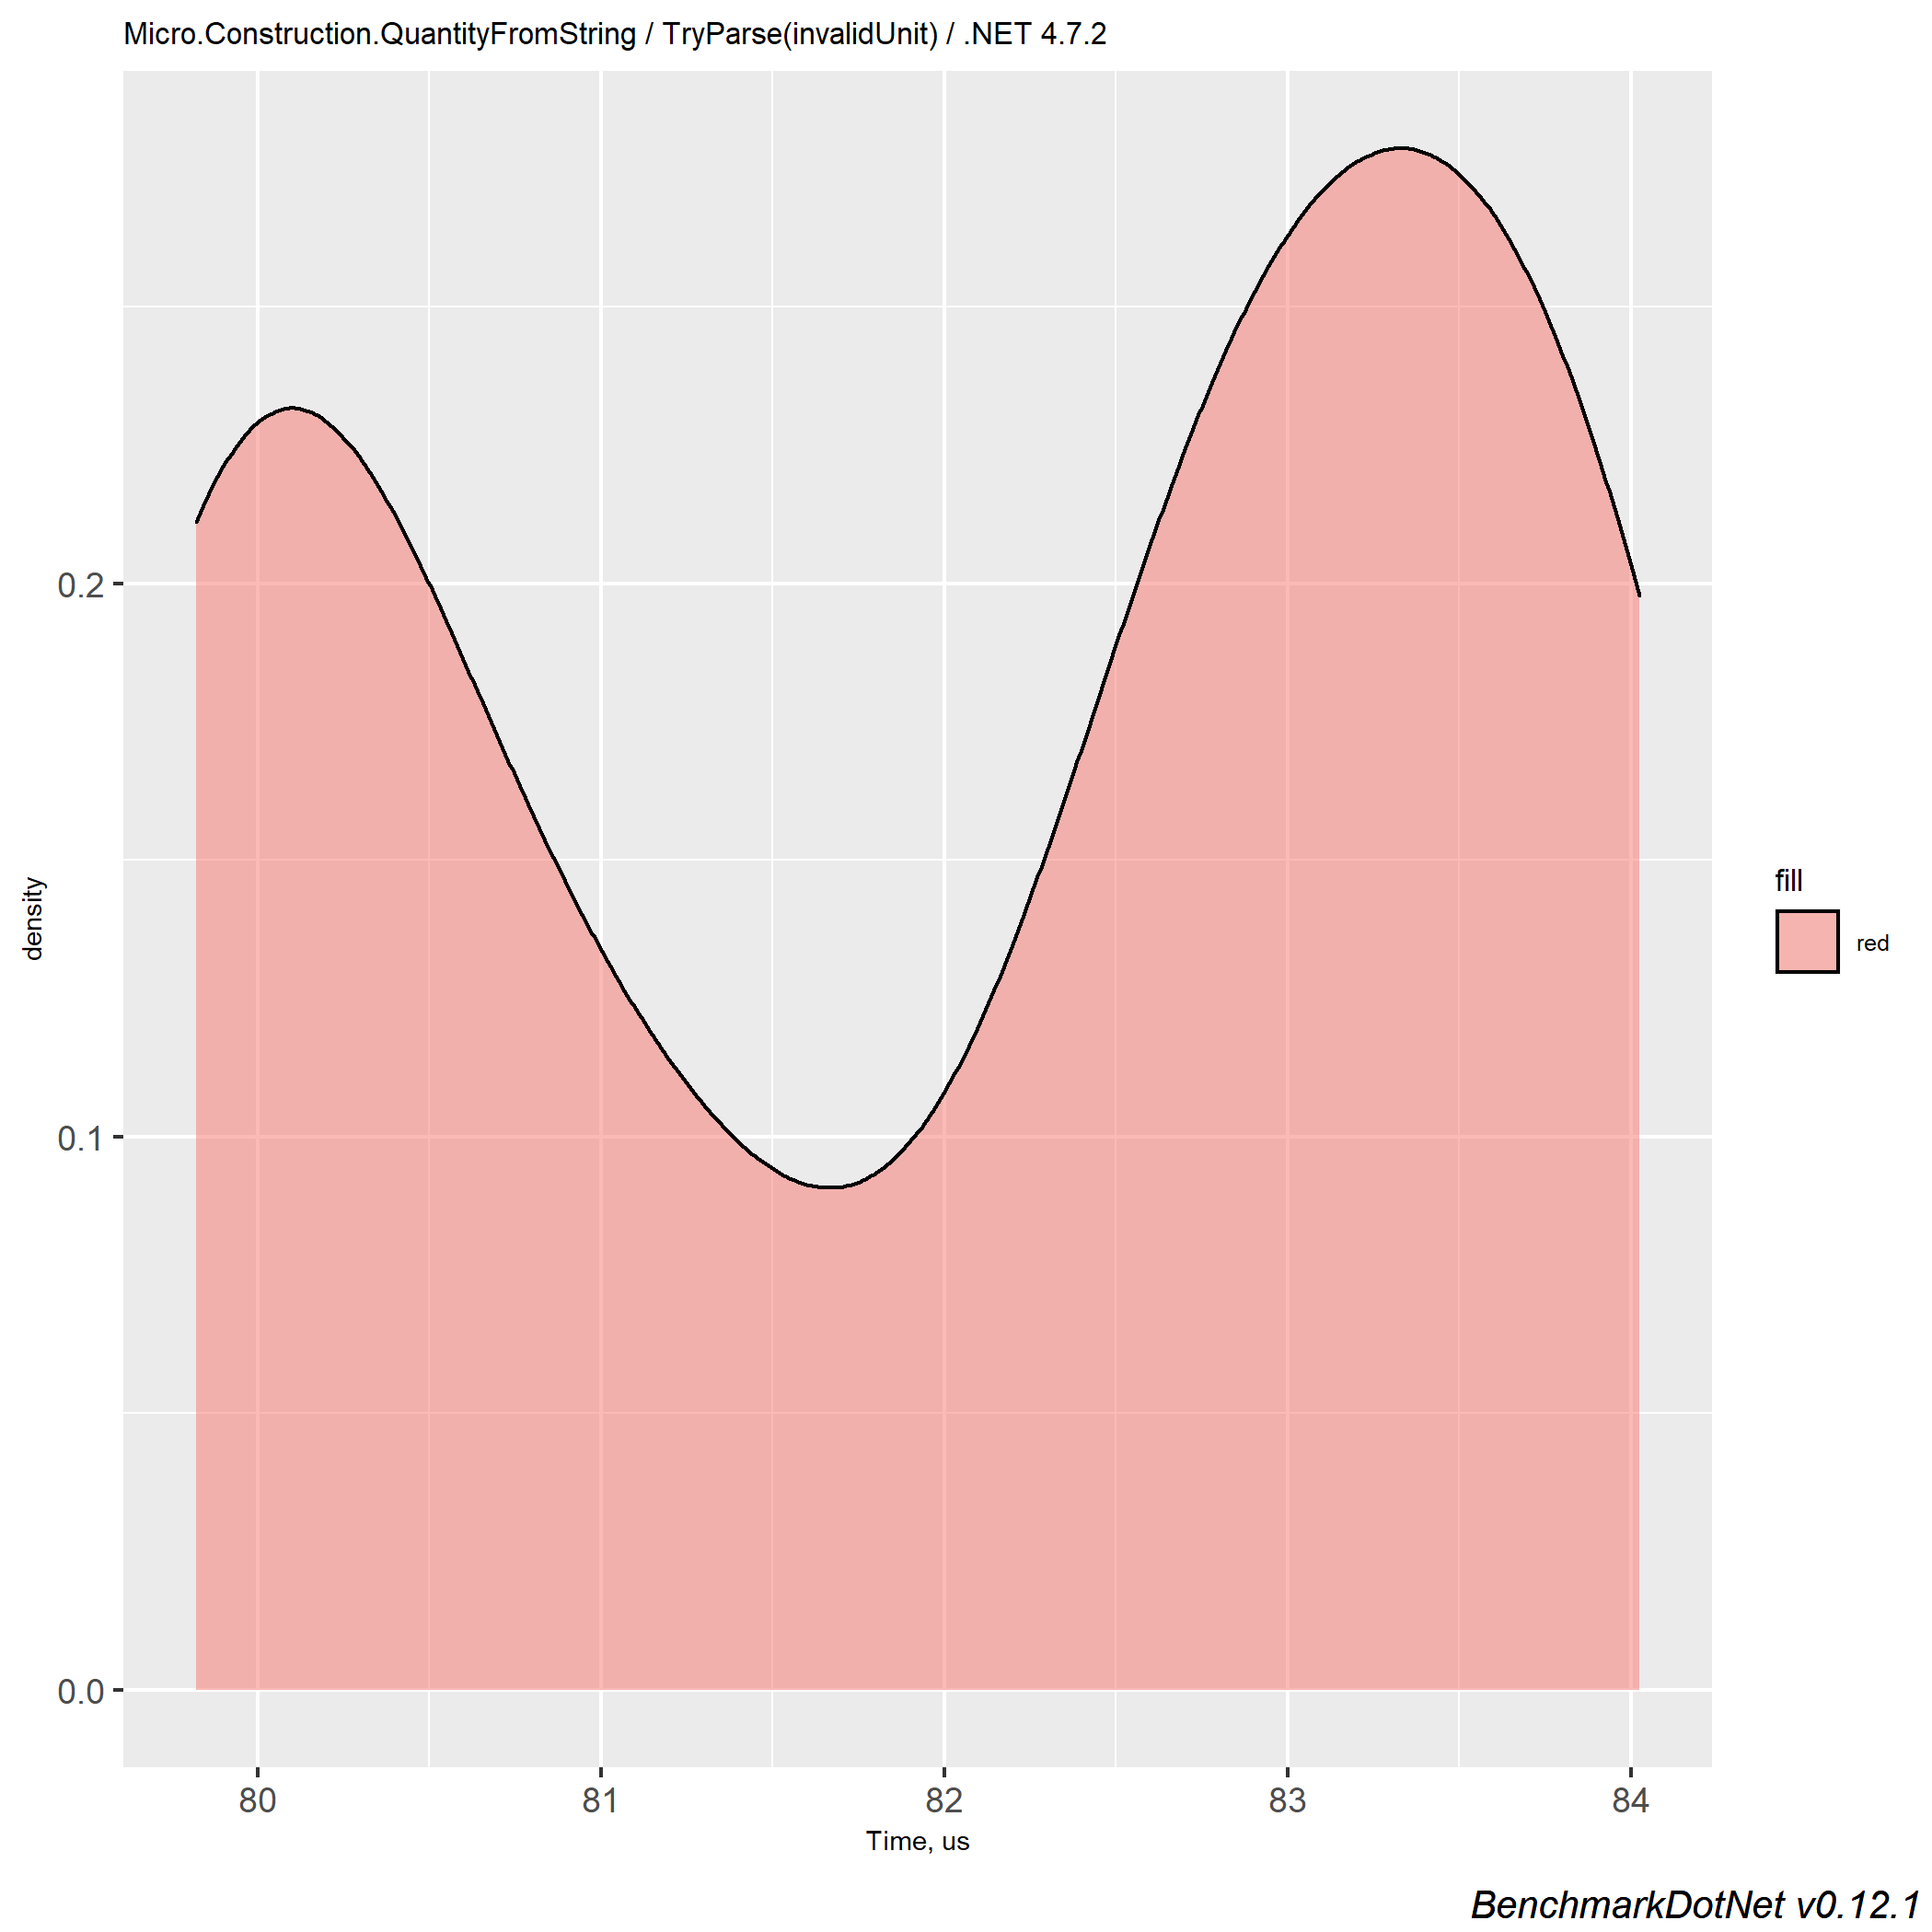 Micro.Construction.QuantityFromString / TryParse(invalidUnit) / .NET 4.7.2
density
0.2
0.1
0.0
80 81 82 83 84
Time, us
fill
red
BenchmarkDotNet v0.12.1